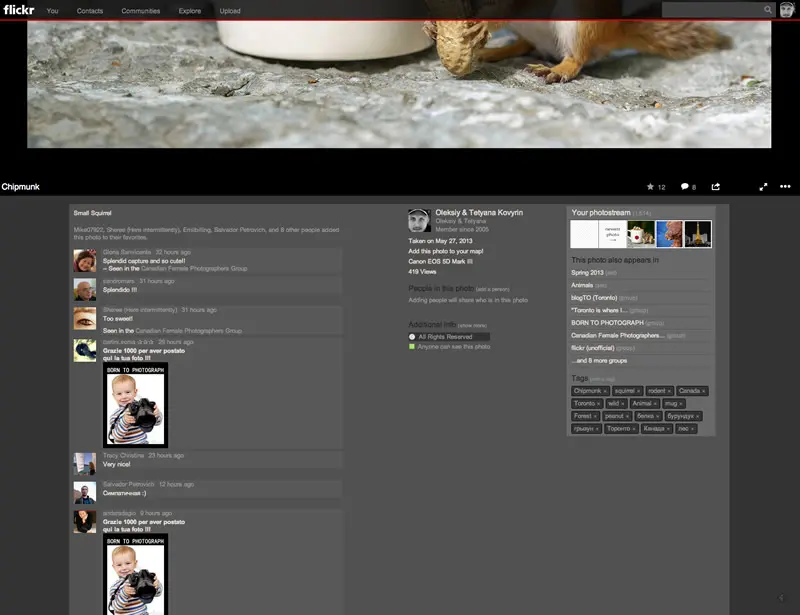 flickr You Contacts Communities Explore Upload
Chipmunk
12 8
Small Squirrel
Mike07922, Sheree (Here intermittently), Emibiting, Salvador Petrovich, and 8 other people added
this photo to their favorites.
Gloria Sanvicente 32 hours ago
Splendid capture and so cute!!
-- Seen in the Canadian Female Photographers Group
sandromars 31 hours ago
Splendido !!!
Sheree (Here intermittently) 31 hours ago
Too sweet!
Seen in the Canadian Female Photographers Group.
29 hours ago
Grazie 1000 per aver postato
qui la tua foto !!!
BORN TO PHOTOGRAPH
Tracy Christina 23 hours ago
Very nice!
Salvador Petrovich 12 hours ago
Симпатичная :)
9 hours ago
Grazie 1000 per aver postato
qui la tua foto !!!
BORN TO PHOTOGRAPH
Oleksiy & Tetyana Kovyrin
Oleksiy & Tetyana
Member since 2005
Taken on May 27, 2013
Add this photo to your map!
Canon EOS 5D Mark III
419 Views
People in this photo (add a person)
Adding people will share who is in this photo
Additional info (show more)
All Rights Reserved
Anyone can see this photo
Your photostream (1,514)
newest
photo
This photo also appears in
Spring 2013 (set)
Animals (set)
blogTO (Toronto) (group)
"Toronto is where I... (group)
BORN TO PHOTOGRAPH (group)
Canadian Female Photographers... (group)
flickr (unofficial) (group)
...and 8 more groups
Tags
Chipmunk × squirrel × rodent × Canada ×
Toronto × wild × Animal × mug ×
Forest × peanut × белка × бурундук ×
грызун × Торонто × Канада × лес ×